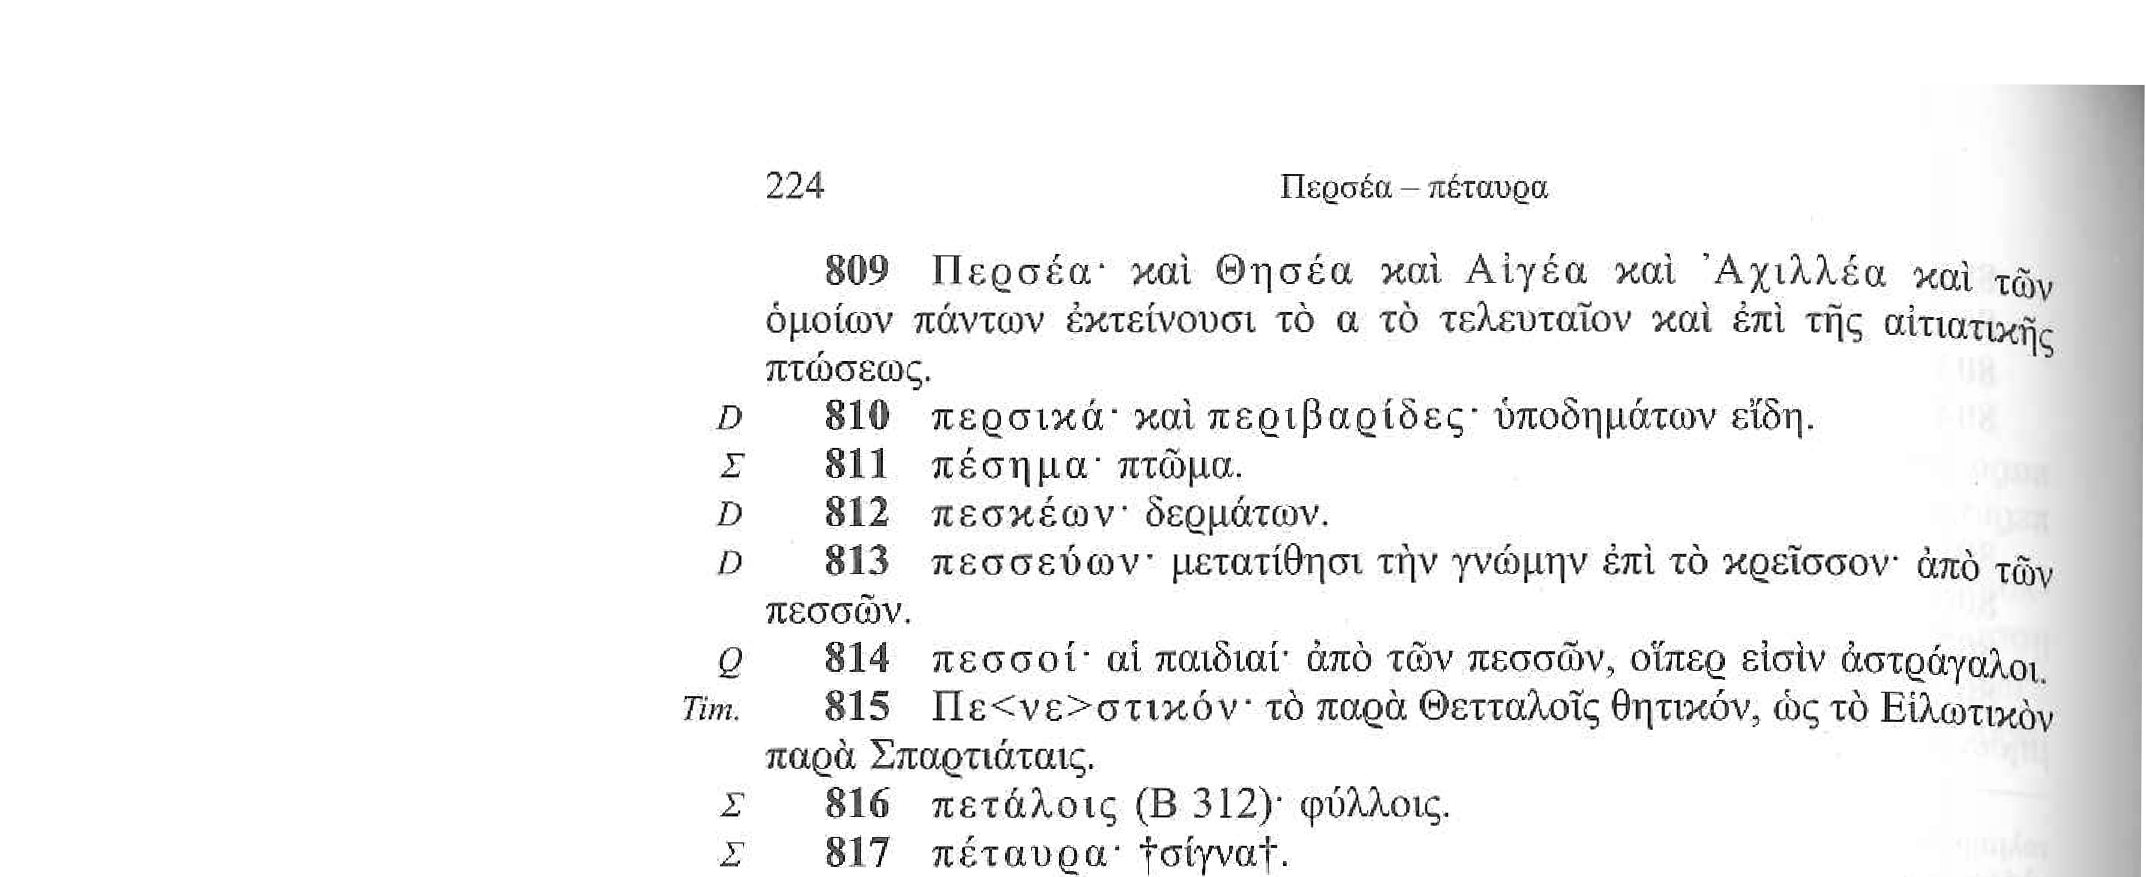 224 Περσέα – πέταυρα
809 Περσέα· καὶ Θησέα καὶ Αἰγέα καὶ Ἀχιλλέα καὶ τῶν
ὁμοίων πάντων ἐκτείνουσι τὸ α τὸ τελευταῖον καὶ ἐπὶ τῆς αἰτιατικῆς
πτώσεως.
D 810 περσικά· καὶ περιβαρίδες· ὑποδημάτων εἴδη.
Σ 811 πέσημα· πτῶμα.
D 812 πεσκέων· δερμάτων.
D 813 πεσσεύων· μετατίθησι τὴν γνώμην ἐπὶ τὸ κρεῖσσον· ἀπὸ τῶν
πεσσῶν.
Q 814 πεσσοί· αἱ παιδιαί· ἀπὸ τῶν πεσσῶν, οἵπερ εἰσὶν ἀστράγαλοι.
Tim. 815 Πε<νε>στικόν· τὸ παρὰ Θετταλοῖς θητικόν, ὡς τὸ Εἱλωτικὸν
παρὰ Σπαρτιάταις.
Σ 816 πετάλοις (Β 312)· φύλλοις.
Σ 817 πέταυρα· †σίγνα†.